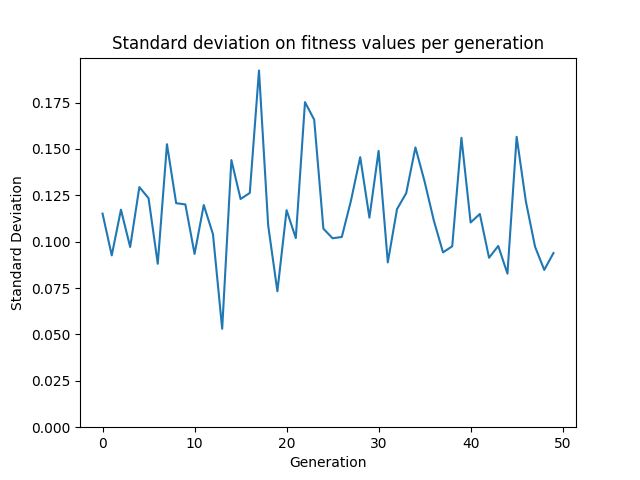 Standard deviation on fitness values per generation
0.175
0.150
0.125
0.100
0.075
0.050
0.025
0.000
Standard Deviation
0 10 20 30 40 50
Generation